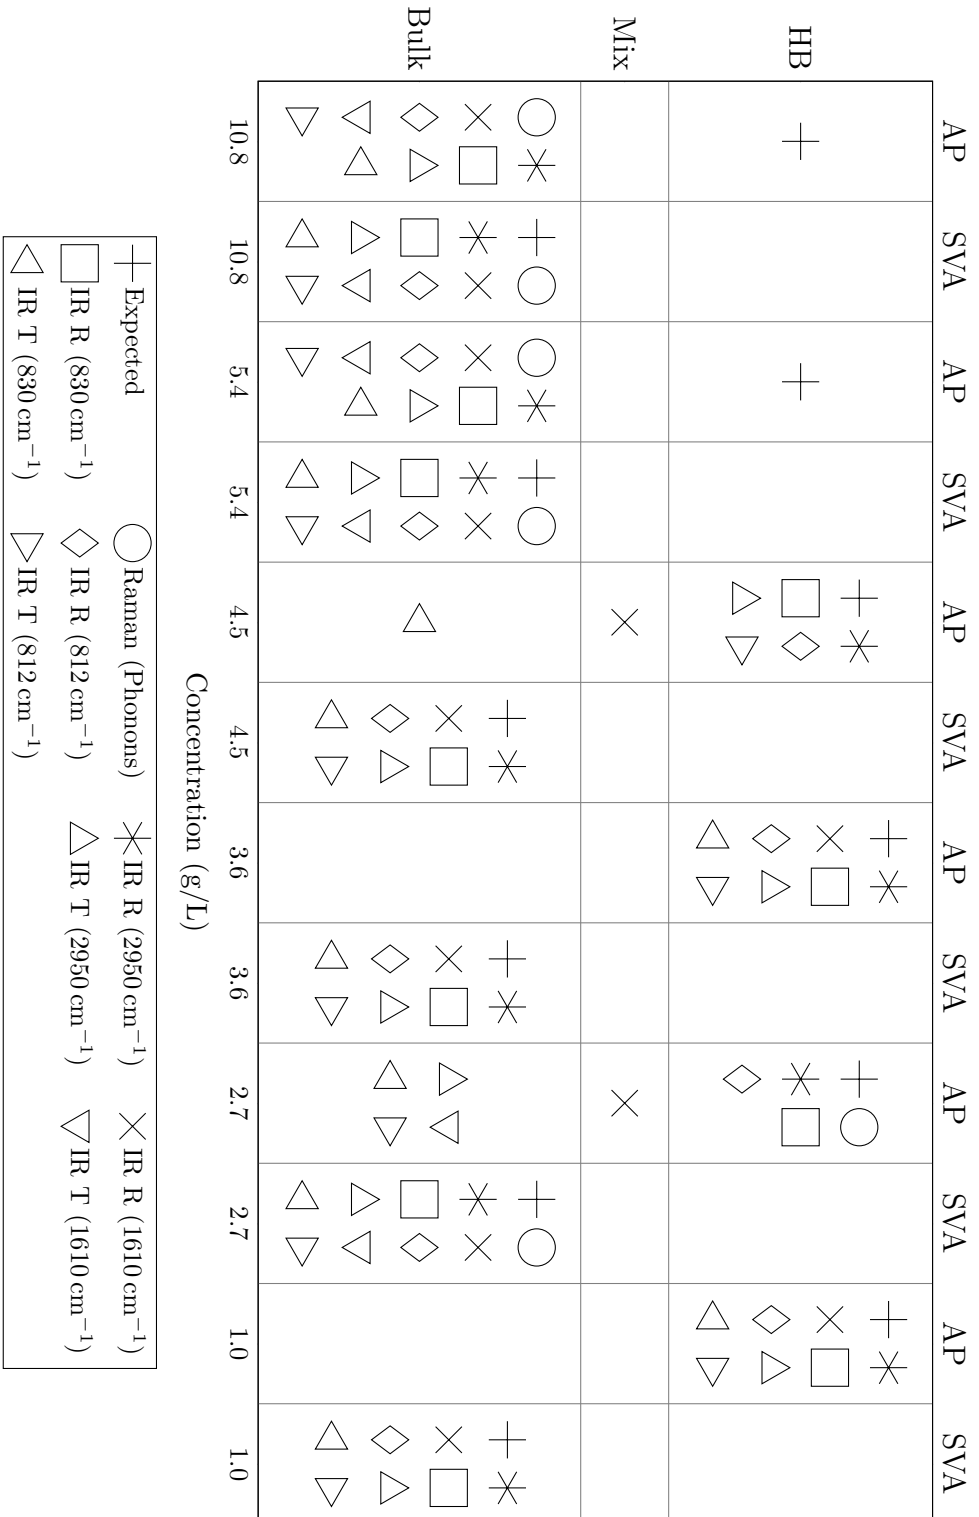 AP SVA AP SVA AP SVA AP SVA AP SVA AP SVA
HB
Mix
Bulk
10.8 10.8 5.4 5.4 4.5 4.5 3.6 3.6 2.7 2.7 1.0 1.0
Concentration (g/L)
Expected Raman (Phonons) IR R (2950 cm⁻¹) IR R (1610 cm⁻¹)
IR R (830 cm⁻¹) IR R (812 cm⁻¹) IR T (2950 cm⁻¹) IR T (1610 cm⁻¹)
IR T (830 cm⁻¹) IR T (812 cm⁻¹)